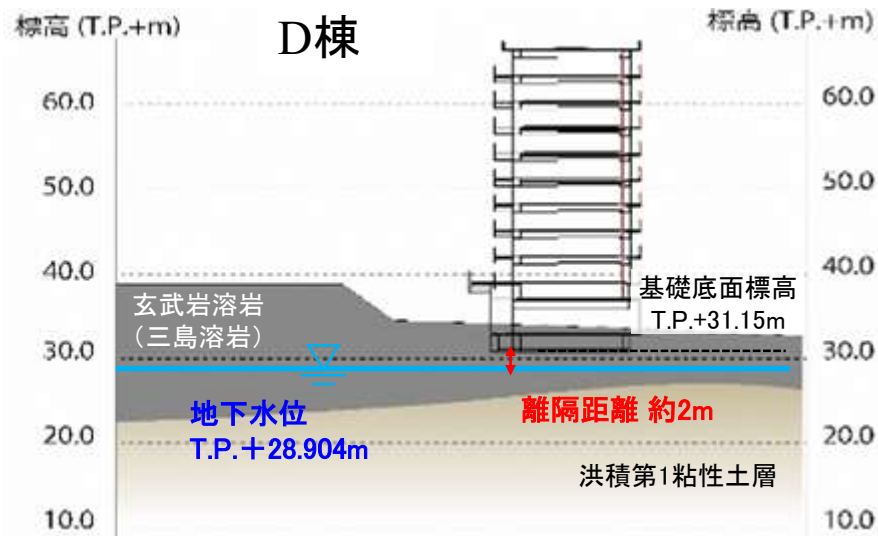 標高 (T.P.+m)
D棟
標高 (T.P.+m)
60.0
60.0
50.0
50.0
40.0
40.0
基礎底面標高
T.P.+31.15m
玄武岩溶岩
（三島溶岩）
30.0
30.0
地下水位
T.P.＋28.904m
離隔距離 約2m
20.0
20.0
洪積第1粘性土層
10.0
10.0